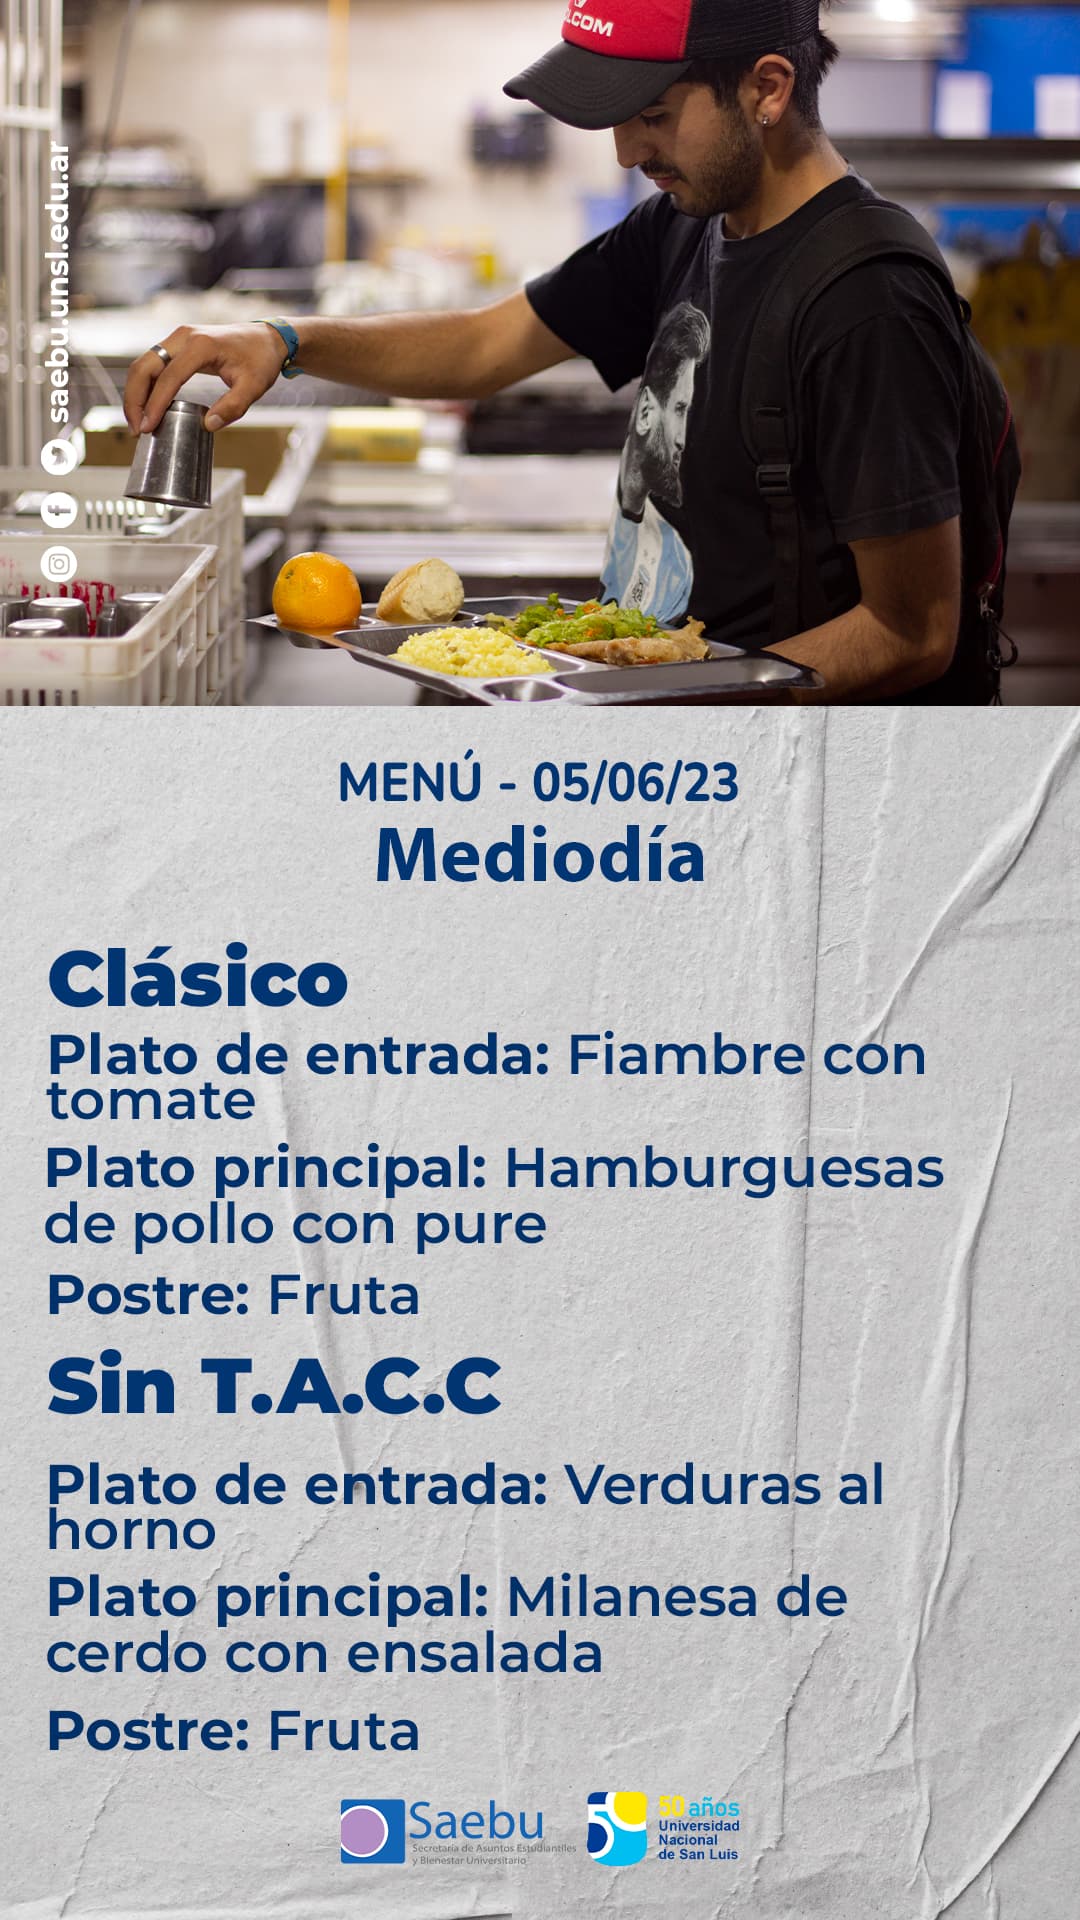 .COM
saebu.unsl.edu.ar
MENÚ - 05/06/23
Mediodía
Clásico
Plato de entrada: Fiambre con
tomate
Plato principal: Hamburguesas
de pollo con pure
Postre: Fruta
Sin T.A.C.C
Plato de entrada: Verduras al
horno
Plato principal: Milanesa de
cerdo con ensalada
Postre: Fruta
Saebu
Secretaría de Asuntos Estudiantiles
y Bienestar Universitario
50 años
Universidad
Nacional
de San Luis